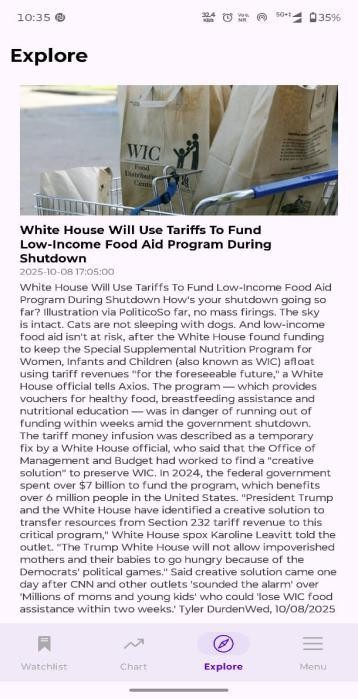 10:35
32.4
KB/S
5G+
35%
Explore
WIC
Food
Distribution
Center
White House Will Use Tariffs To Fund
Low-Income Food Aid Program During
Shutdown
2025-10-08 17:05:00
White House Will Use Tariffs To Fund Low-Income Food Aid
Program During Shutdown How's your shutdown going so
far? Illustration via PoliticoSo far, no mass firings. The sky
is intact. Cats are not sleeping with dogs. And low-income
food aid isn't at risk, after the White House found funding
to keep the Special Supplemental Nutrition Program for
Women, Infants and Children (also known as WIC) afloat
using tariff revenues "for the foreseeable future," a White
House official tells Axios. The program — which provides
vouchers for healthy food, breastfeeding assistance and
nutritional education — was in danger of running out of
funding within weeks amid the government shutdown.
The tariff money infusion was described as a temporary
fix by a White House official, who said that the Office of
Management and Budget had worked to find a "creative
solution" to preserve WIC. In 2024, the federal government
spent over $7 billion to fund the program, which benefits
over 6 million people in the United States. "President Trump
and the White House have identified a creative solution to
transfer resources from Section 232 tariff revenue to this
critical program," White House spox Karoline Leavitt told the
outlet. "The Trump White House will not allow impoverished
mothers and their babies to go hungry because of the
Democrats' political games." Said creative solution came one
day after CNN and other outlets 'sounded the alarm' over
'Millions of moms and young kids' who could 'lose WIC food
assistance within two weeks.' Tyler DurdenWed, 10/08/2025
Watchlist
Chart
Explore
Menu